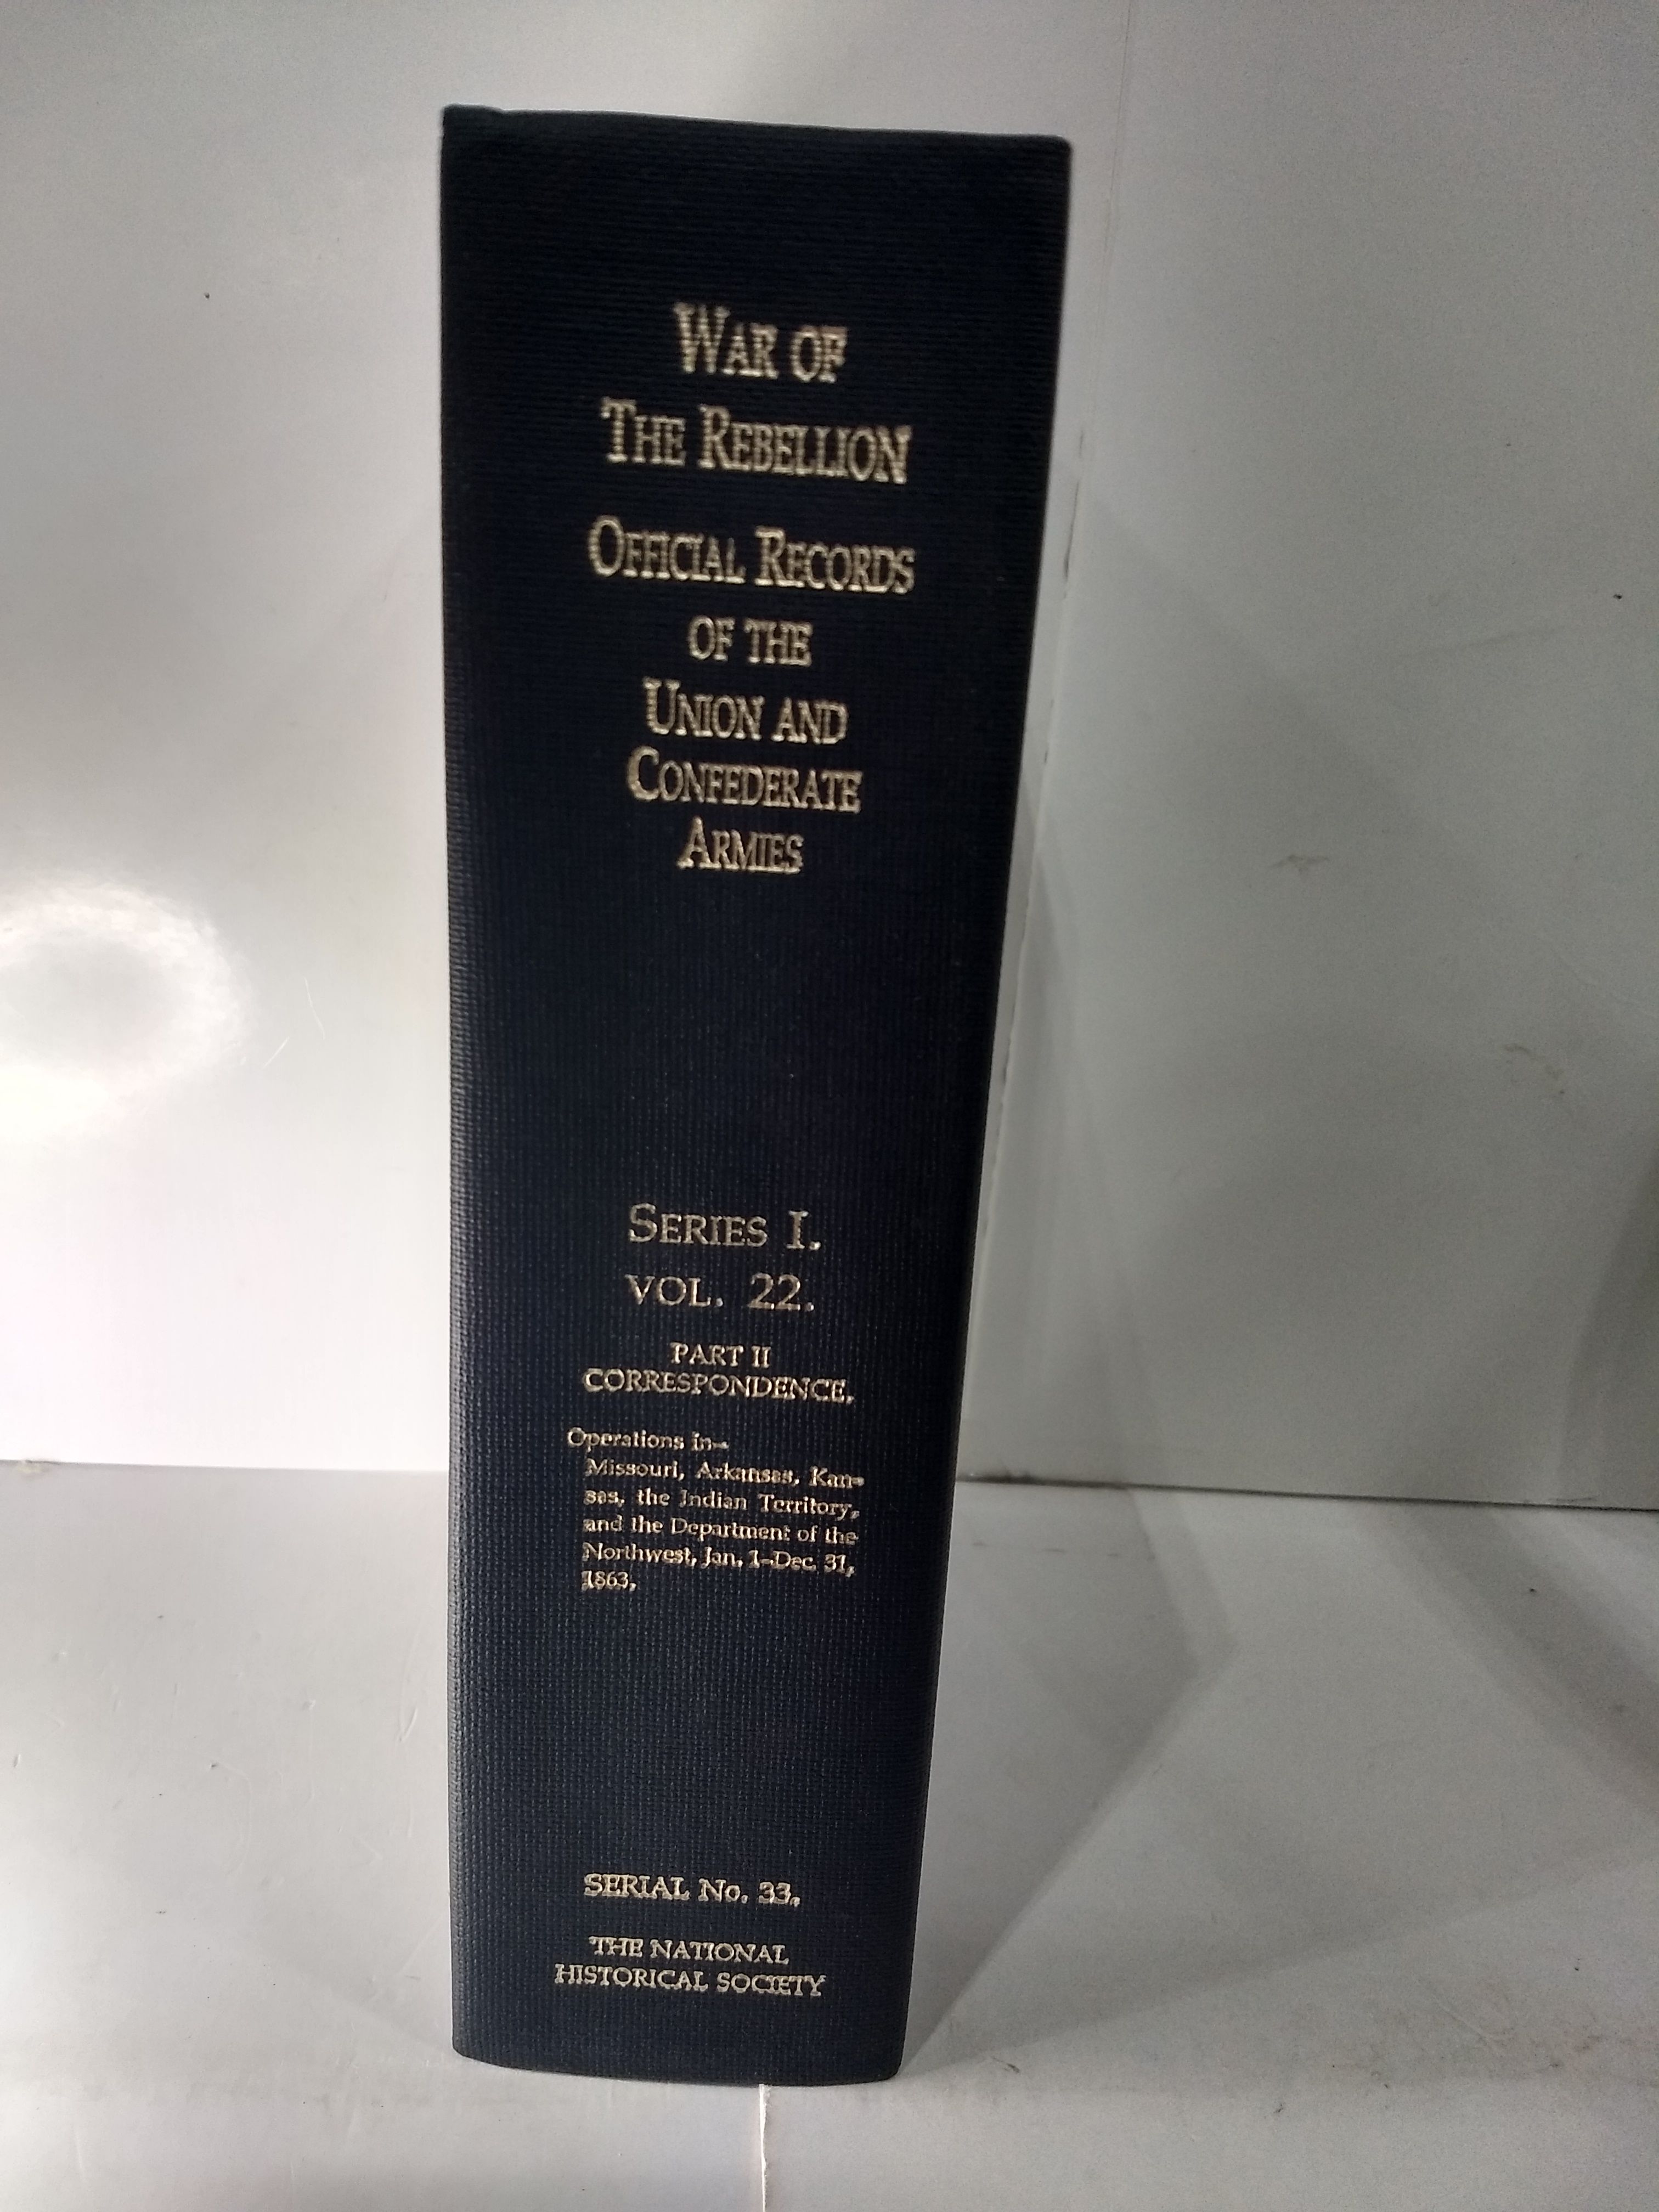 WAR OF
THE REBELLION
OFFICIAL RECORDS
OF THE
UNION AND
CONFEDERATE
ARMIES
SERIES I.
VOL. 22.
PART II
CORRESPONDENCE.
Operations in—
Missouri, Arkansas, Kan-
sas, the Indian Territory,
and the Department of the
Northwest, Jan. 1–Dec. 31,
1863.
SERIAL No. 33.
THE NATIONAL
HISTORICAL SOCIETY